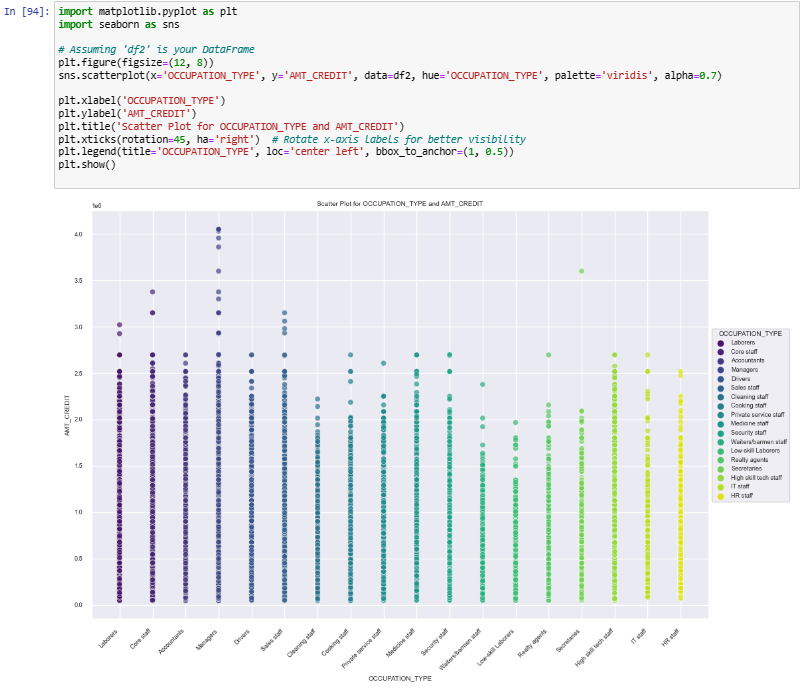 In [94]: import matplotlib.pyplot as plt
import seaborn as sns
# Assuming 'df2' is your DataFrame
plt.figure(figsize=(12, 8))
sns.scatterplot(x='OCCUPATION_TYPE', y='AMT_CREDIT', data=df2, hue='OCCUPATION_TYPE', palette='viridis', alpha=0.7)
plt.xlabel('OCCUPATION_TYPE')
plt.ylabel('AMT_CREDIT')
plt.title('Scatter Plot for OCCUPATION_TYPE and AMT_CREDIT')
plt.xticks(rotation=45, ha='right')  # Rotate x-axis labels for better visibility
plt.legend(title='OCCUPATION_TYPE', loc='center left', bbox_to_anchor=(1, 0.5))
plt.show()
Scatter Plot for OCCUPATION_TYPE and AMT_CREDIT
1e6
4.0
3.5
3.0
2.5
2.0
1.5
1.0
0.5
0.0
AMT_CREDIT
Laborers
Core staff
Accountants
Managers
Drivers
Sales staff
Cleaning staff
Cooking staff
Private service staff
Medicine staff
Security staff
Waiters/barmen staff
Low-skill Laborers
Realty agents
Secretaries
High skill tech staff
IT staff
HR staff
OCCUPATION_TYPE
OCCUPATION_TYPE
Laborers
Core staff
Accountants
Managers
Drivers
Sales staff
Cleaning staff
Cooking staff
Private service staff
Medicine staff
Security staff
Waiters/barmen staff
Low-skill Laborers
Realty agents
Secretaries
High skill tech staff
IT staff
HR staff